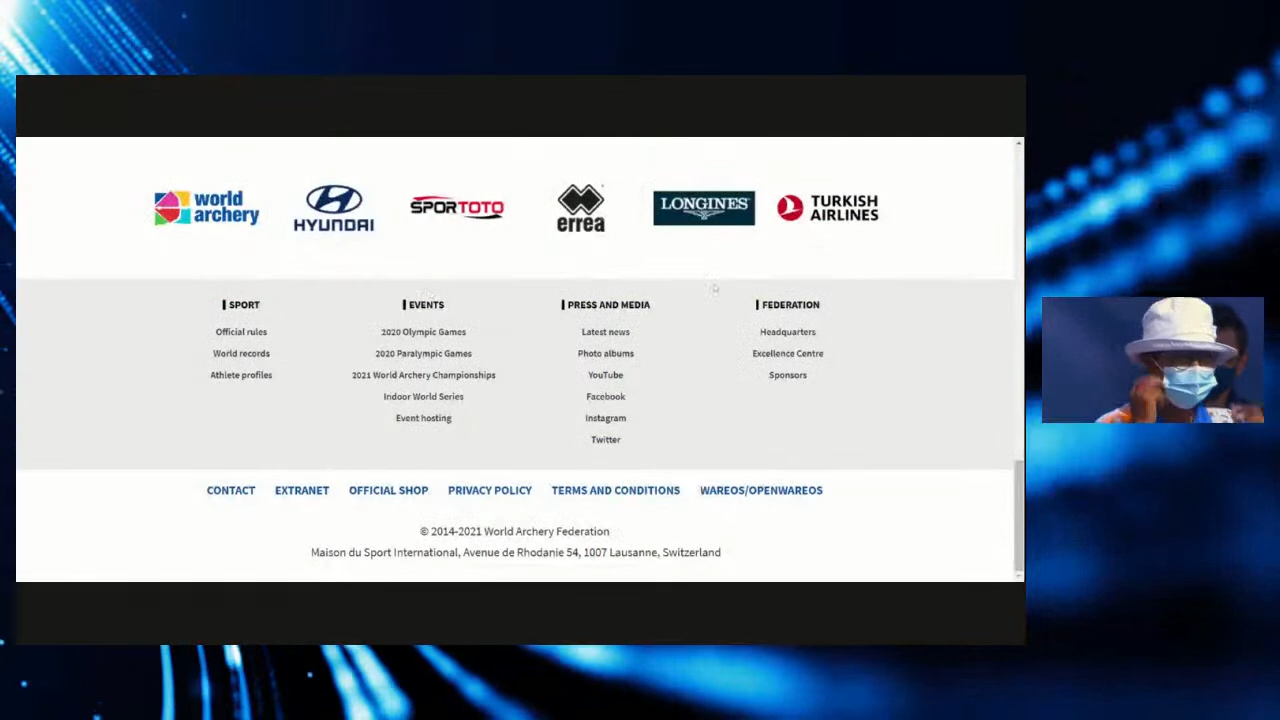 world
archery
HYUNDAI
SPORTOTO
errea
LONGINES
TURKISH
AIRLINES
SPORT
Official rules
World records
Athlete profiles
EVENTS
2020 Olympic Games
2020 Paralympic Games
2021 World Archery Championships
Indoor World Series
Event hosting
PRESS AND MEDIA
Latest news
Photo albums
YouTube
Facebook
Instagram
Twitter
FEDERATION
Headquarters
Excellence Centre
Sponsors
CONTACT EXTRANET OFFICIAL SHOP PRIVACY POLICY TERMS AND CONDITIONS WAREOS/OPENWAREOS
© 2014-2021 World Archery Federation
Maison du Sport International, Avenue de Rhodanie 54, 1007 Lausanne, Switzerland